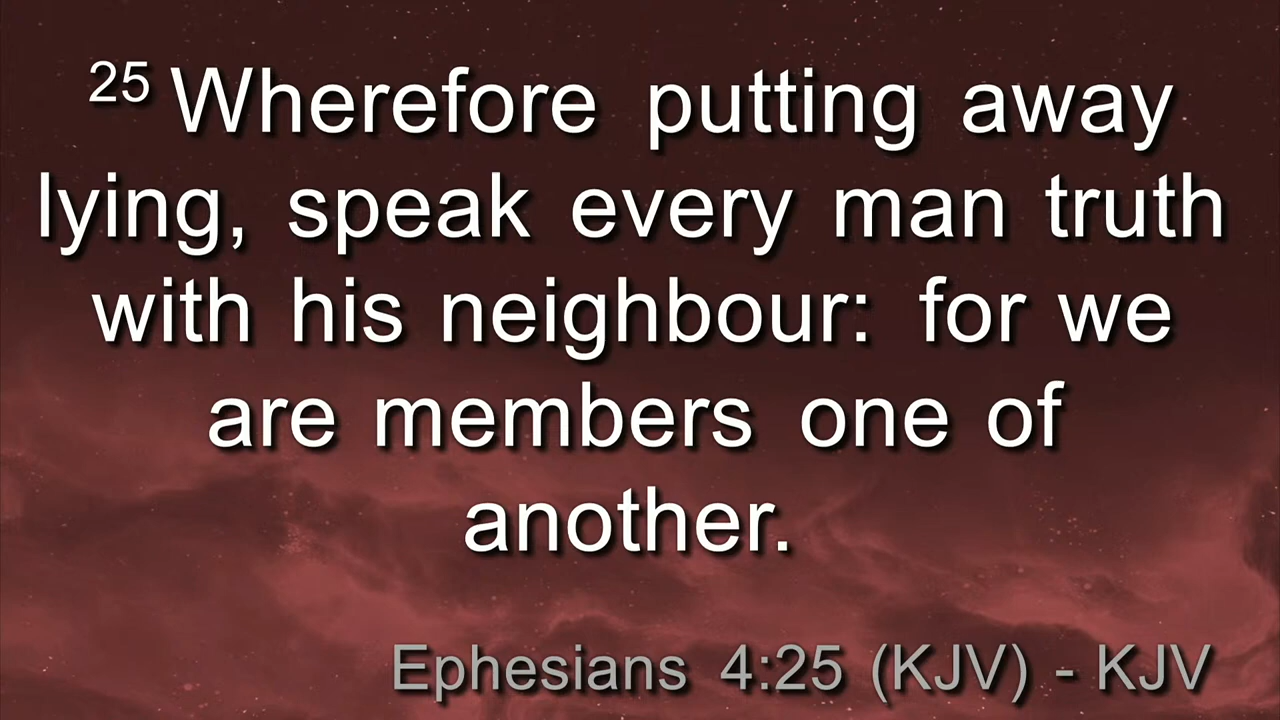 25 Wherefore putting away
lying, speak every man truth
with his neighbour: for we
are members one of
another.
Ephesians 4:25 (KJV) - KJV